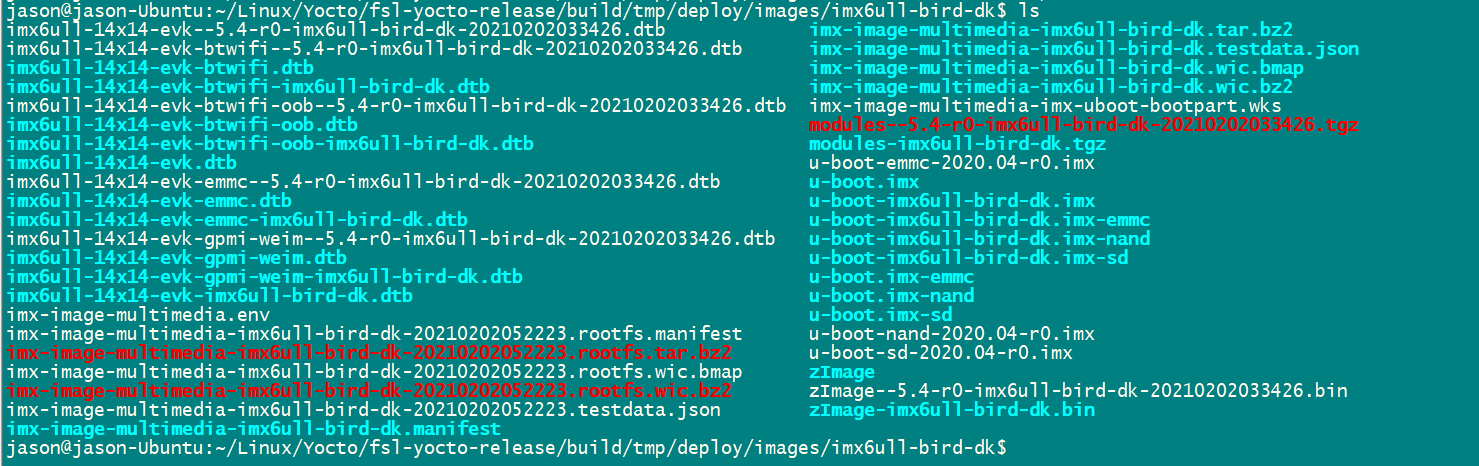 jason@jason-Ubuntu:~/Linux/Yocto/fsl-yocto-release/build/tmp/deploy/images/imx6ull-bird-dk$ ls
imx6ull-14x14-evk--5.4-r0-imx6ull-bird-dk-20210202033426.dtb imx-image-multimedia-imx6ull-bird-dk.tar.bz2
imx6ull-14x14-evk-btwifi--5.4-r0-imx6ull-bird-dk-20210202033426.dtb imx-image-multimedia-imx6ull-bird-dk.testdata.json
imx6ull-14x14-evk-btwifi.dtb imx-image-multimedia-imx6ull-bird-dk.wic.bmap
imx6ull-14x14-evk-btwifi-imx6ull-bird-dk.dtb imx-image-multimedia-imx6ull-bird-dk.wic.bz2
imx6ull-14x14-evk-btwifi-oob--5.4-r0-imx6ull-bird-dk-20210202033426.dtb imx-image-multimedia-imx-uboot-bootpart.wks
imx6ull-14x14-evk-btwifi-oob.dtb modules--5.4-r0-imx6ull-bird-dk-20210202033426.tgz
imx6ull-14x14-evk-btwifi-oob-imx6ull-bird-dk.dtb modules-imx6ull-bird-dk.tgz
imx6ull-14x14-evk.dtb u-boot-emmc-2020.04-r0.imx
imx6ull-14x14-evk-emmc--5.4-r0-imx6ull-bird-dk-20210202033426.dtb u-boot.imx
imx6ull-14x14-evk-emmc.dtb u-boot-imx6ull-bird-dk.imx
imx6ull-14x14-evk-emmc-imx6ull-bird-dk.dtb u-boot-imx6ull-bird-dk.imx-emmc
imx6ull-14x14-evk-gpmi-weim--5.4-r0-imx6ull-bird-dk-20210202033426.dtb u-boot-imx6ull-bird-dk.imx-nand
imx6ull-14x14-evk-gpmi-weim.dtb u-boot-imx6ull-bird-dk.imx-sd
imx6ull-14x14-evk-gpmi-weim-imx6ull-bird-dk.dtb u-boot.imx-emmc
imx6ull-14x14-evk-imx6ull-bird-dk.dtb u-boot.imx-nand
imx-image-multimedia.env u-boot.imx-sd
imx-image-multimedia-imx6ull-bird-dk-20210202052223.rootfs.manifest u-boot-nand-2020.04-r0.imx
imx-image-multimedia-imx6ull-bird-dk-20210202052223.rootfs.tar.bz2 u-boot-sd-2020.04-r0.imx
imx-image-multimedia-imx6ull-bird-dk-20210202052223.rootfs.wic.bmap zImage
imx-image-multimedia-imx6ull-bird-dk-20210202052223.rootfs.wic.bz2 zImage--5.4-r0-imx6ull-bird-dk-20210202033426.bin
imx-image-multimedia-imx6ull-bird-dk-20210202052223.testdata.json zImage-imx6ull-bird-dk.bin
imx-image-multimedia-imx6ull-bird-dk.manifest
jason@jason-Ubuntu:~/Linux/Yocto/fsl-yocto-release/build/tmp/deploy/images/imx6ull-bird-dk$